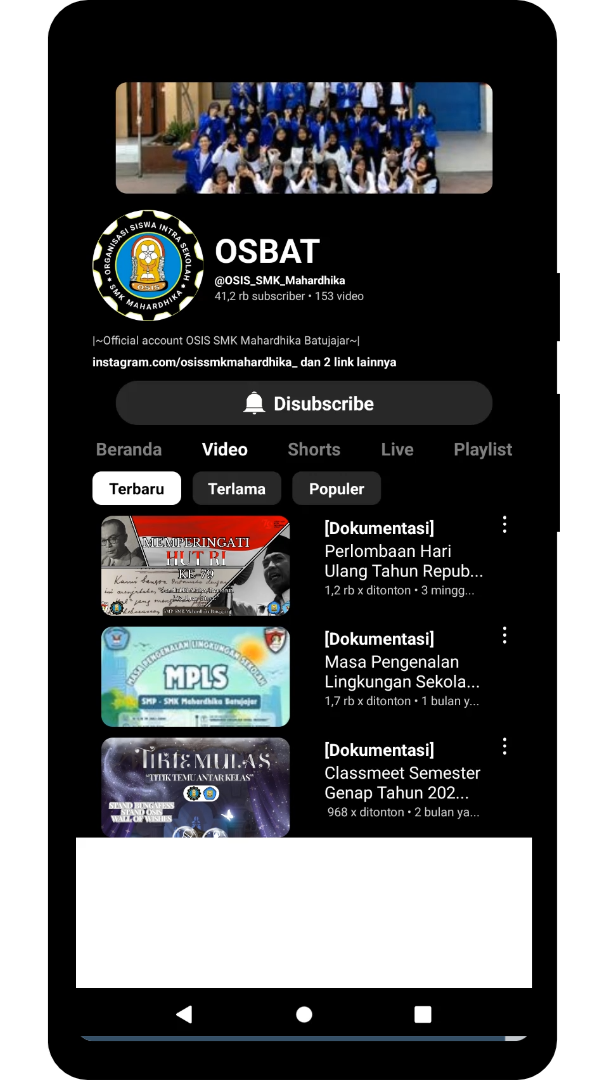 ORGANISASI SISWA INTRA SEKOLAH
OSIS
SMK MAHARDHIKA
OSBAT
@OSIS_SMK_Mahardhika
41,2 rb subscriber • 153 video
|~Official account OSIS SMK Mahardhika Batujajar~|
instagram.com/osissmkmahardhika_ dan 2 link lainnya
Disubscribe
Beranda Video Shorts Live Playlist
Terbaru Terlama Populer
MEMPERINGATI
HUT RI
KE-79
[Dokumentasi]
Perlombaan Hari
Ulang Tahun Repub...
1,2 rb x ditonton • 3 mingg...
MASA PENGENALAN LINGKUNGAN SEKOLAH
MPLS
SMP - SMK Mahardhika Batujajar
[Dokumentasi]
Masa Pengenalan
Lingkungan Sekola...
1,7 rb x ditonton • 1 bulan y...
TIRTEMULAS
"TITIK TEMU ANTAR KELAS"
STAND BUNGAFESS
STAND OSIS
WALL OF WISHES
[Dokumentasi]
Classmeet Semester
Genap Tahun 202...
968 x ditonton • 2 bulan ya...